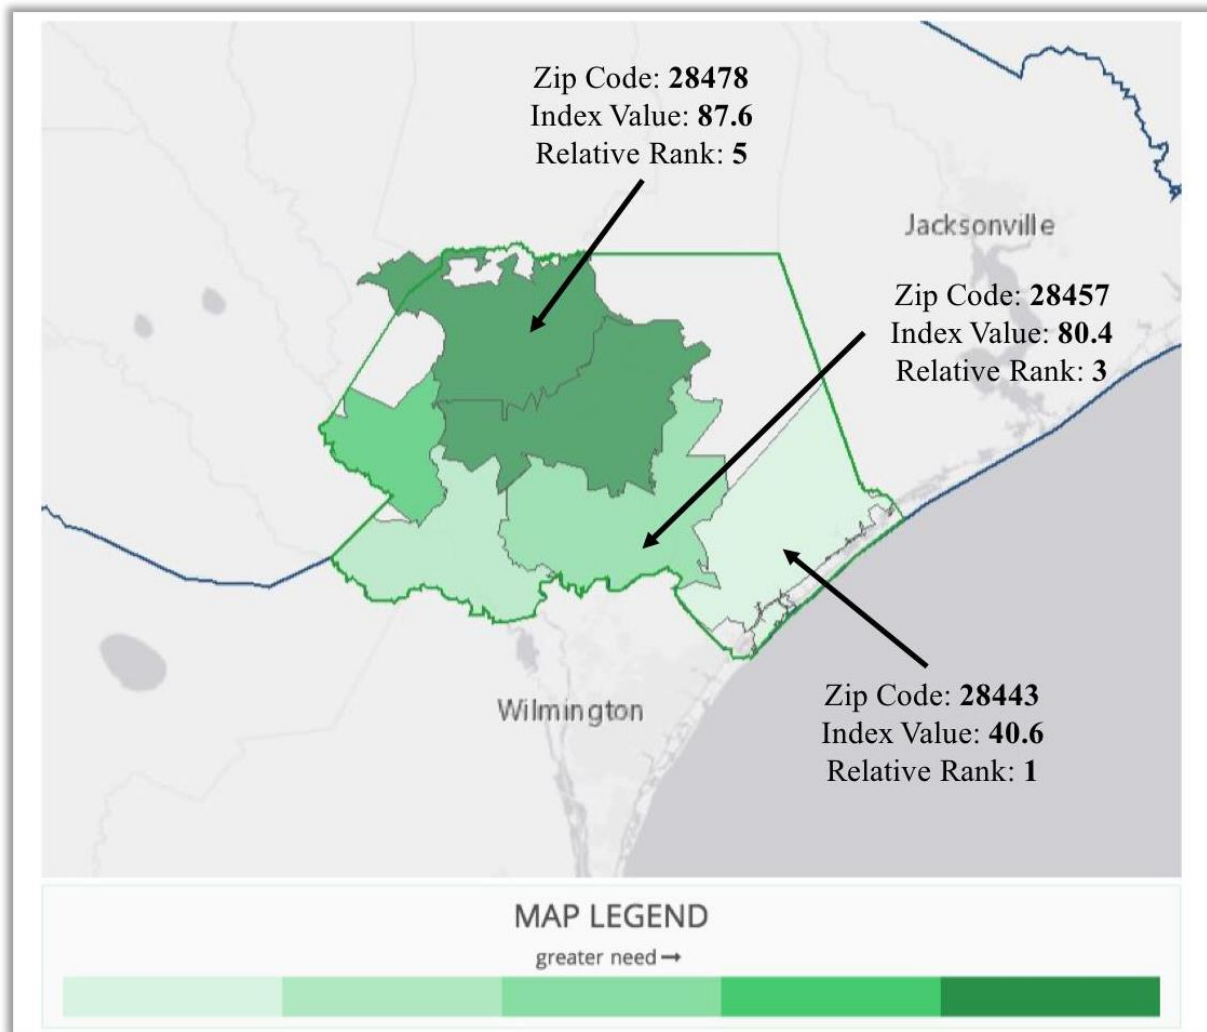 Zip Code: 28478
Index Value: 87.6
Relative Rank: 5
Jacksonville
Zip Code: 28457
Index Value: 80.4
Relative Rank: 3
Wilmington
Zip Code: 28443
Index Value: 40.6
Relative Rank: 1
MAP LEGEND
greater need →